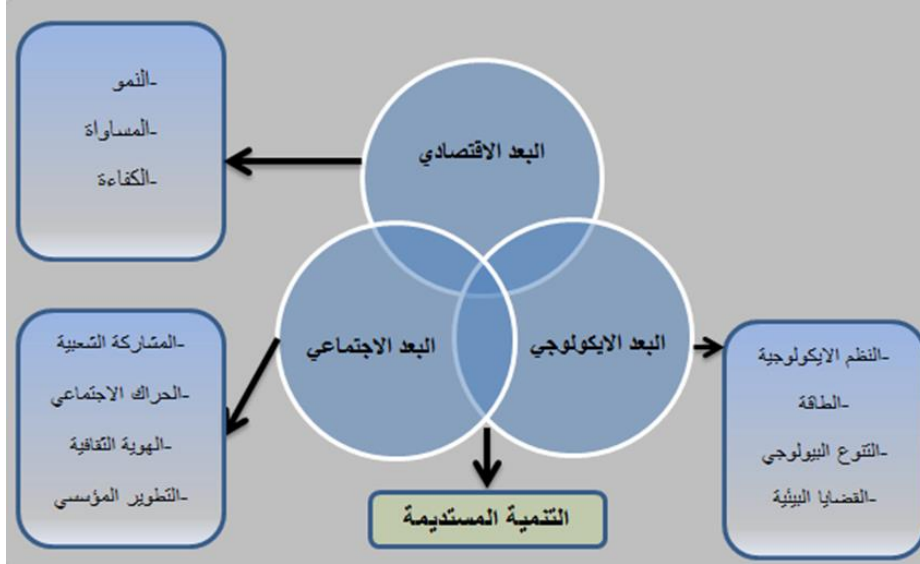 -النمو
-المساواة
-الكفاءة
البعد الاقتصادي
البعد الايكولوجي
البعد الاجتماعي
-النظم الايكولوجية
-الطاقة
-التنوع البيولوجي
-القضايا البيئية
-المشاركة الشعبية
-الحراك الاجتماعي
-الهوية الثقافية
-التطوير المؤسسي
التنمية المستديمة